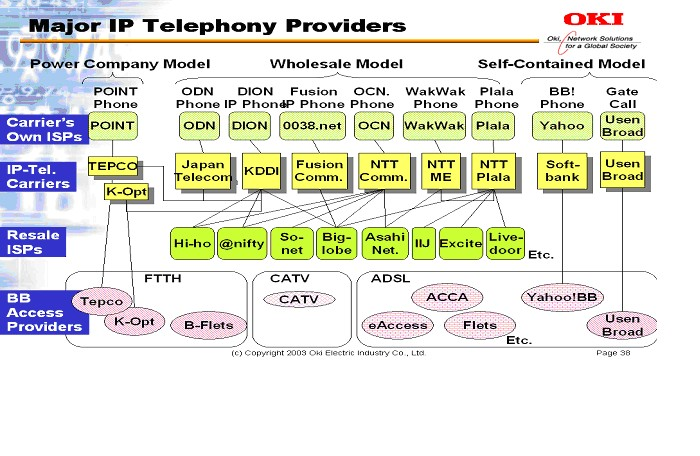 Major IP Telephony Providers
OKI
Oki, Network Solutions
for a Global Society
Power Company Model
Wholesale Model
Self-Contained Model
POINT
Phone
ODN
Phone
DION
IP Phone
Fusion
IP Phone
OCN.
Phone
WakWak
Phone
Plala
Phone
BB!
Phone
Gate
Call
Carrier's
Own ISPs
POINT
ODN
DION
0038.net
OCN
WakWak
Plala
Yahoo
Usen
Broad
IP-Tel.
Carriers
TEPCO
K-Opt
Japan
Telecom
KDDI
Fusion
Comm.
NTT
Comm.
NTT
ME
NTT
Plala
Soft-
bank
Usen
Broad
Resale
ISPs
Hi-ho
@nifty
So-
net
Big-
lobe
Asahi
Net.
IIJ
Excite
Live-
door
Etc.
BB
Access
Providers
FTTH
Tepco
K-Opt
B-Flets
CATV
CATV
ADSL
ACCA
eAccess
Flets
Etc.
Yahoo!BB
Usen
Broad
(c) Copyright 2003 Oki Electric Industry Co., Ltd.
Page 38